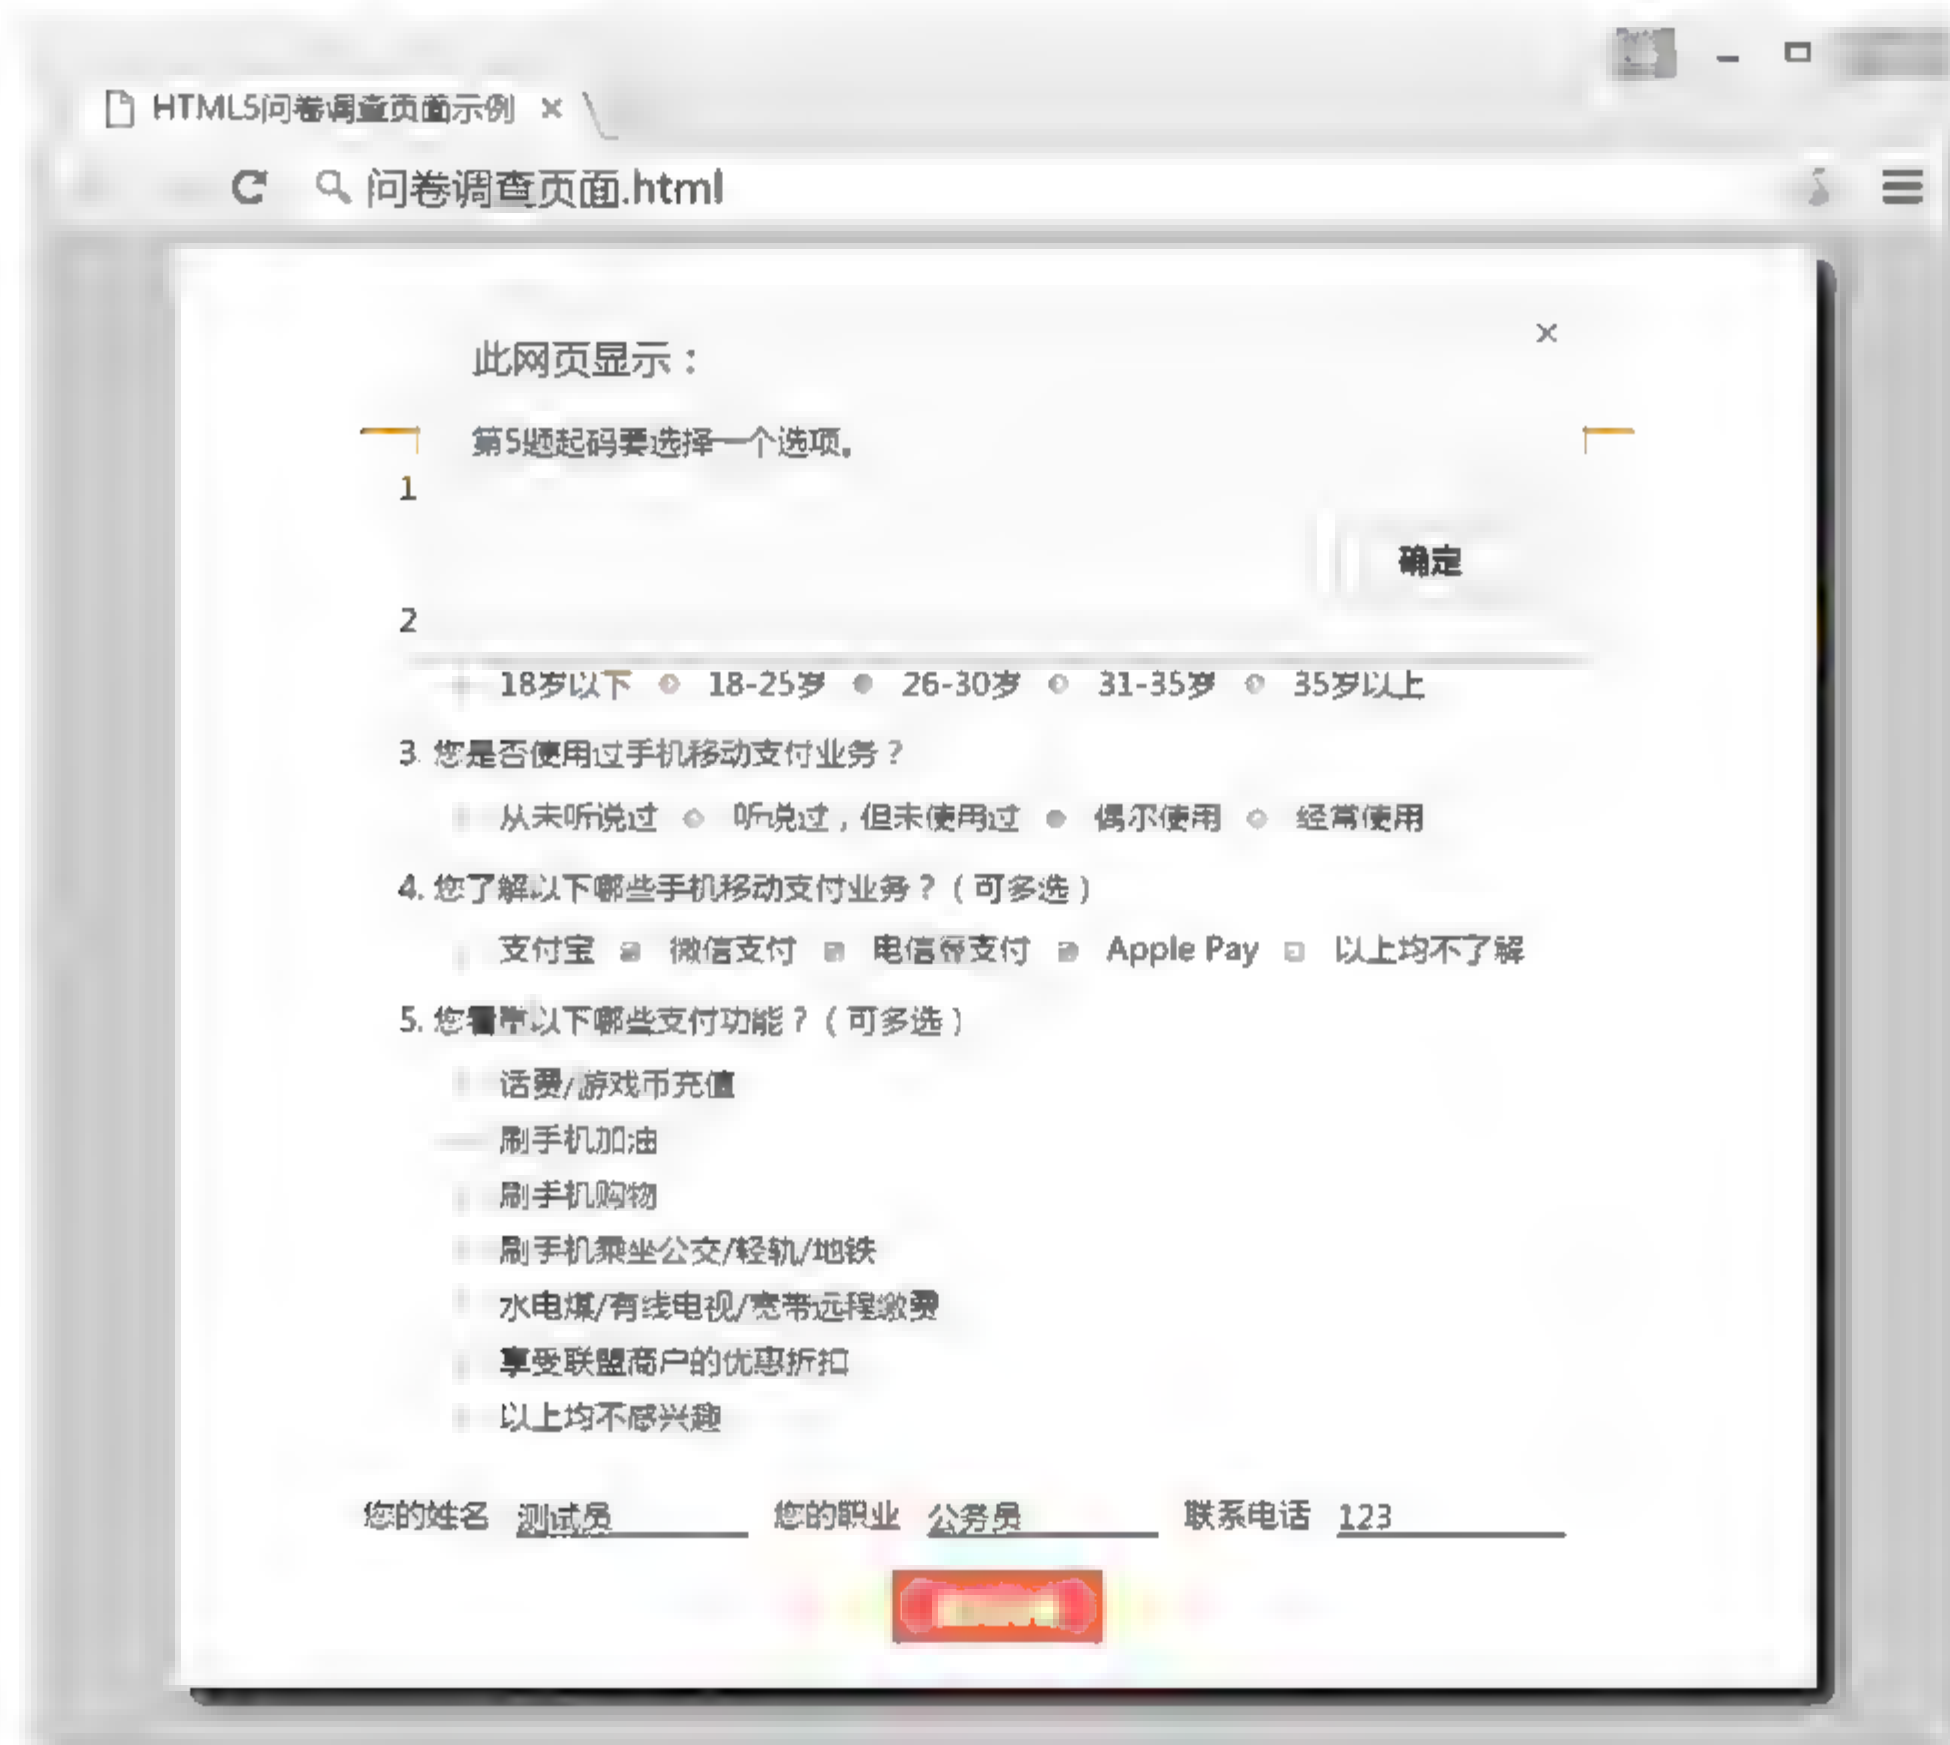 HTML5问卷调查页面示例
问卷调查页面.html
此网页显示：
第5题起码要选择一个选项。
1
确定
2
18岁以下 18-25岁 26-30岁 31-35岁 35岁以上
3. 您是否使用过手机移动支付业务？
从未听说过 听说过，但未使用过 偶尔使用 经常使用
4. 您了解以下哪些手机移动支付业务？（可多选）
支付宝 微信支付 电信翼支付 Apple Pay 以上均不了解
5. 您看常以下哪些支付功能？（可多选）
话费/游戏币充值
刷手机加油
刷手机购物
刷手机乘坐公交/轻轨/地铁
水电煤/有线电视/宽带远程缴费
享受联盟商户的优惠折扣
以上均不感兴趣
您的姓名 测试员 您的职业 公务员 联系电话 123